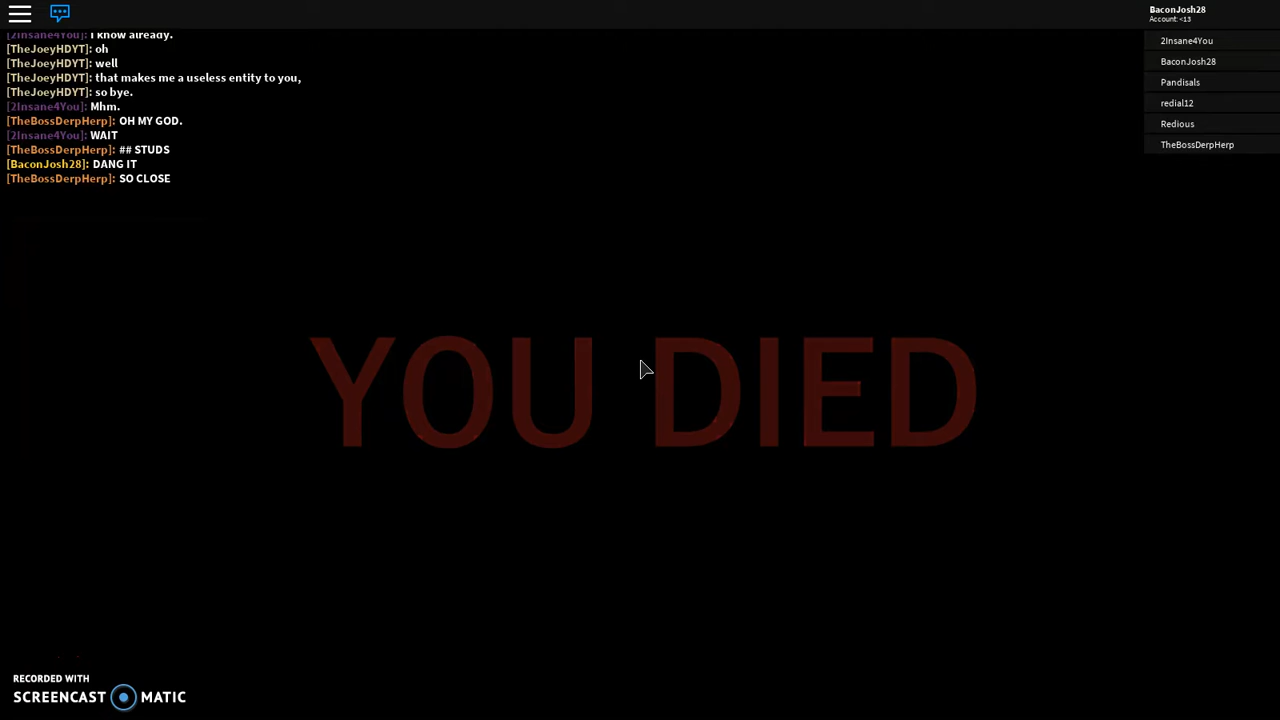 BaconJosh28
Account: <13
[2Insane4You]: I know already.
[TheJoeyHDYT]: oh
[TheJoeyHDYT]: well
[TheJoeyHDYT]: that makes me a useless entity to you,
[TheJoeyHDYT]: so bye.
[2Insane4You]: Mhm.
[TheBossDerpHerp]: OH MY GOD.
[2Insane4You]: WAIT
[TheBossDerpHerp]: ## STUDS
[BaconJosh28]: DANG IT
[TheBossDerpHerp]: SO CLOSE
2Insane4You
BaconJosh28
Pandisals
redial12
Redious
TheBossDerpHerp
YOU DIED
RECORDED WITH
SCREENCAST MATIC